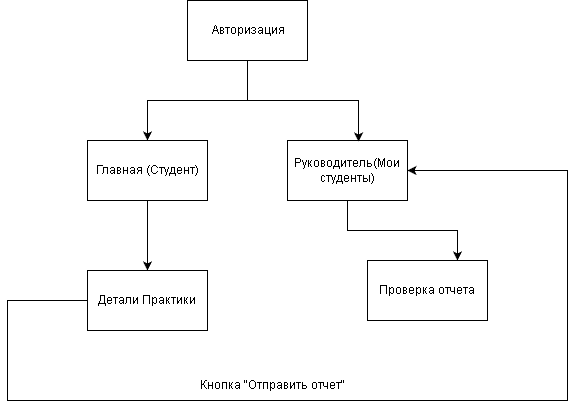 Авторизация
Главная (Студент)
Руководитель(Мои
студенты)
Детали Практики
Проверка отчета
Кнопка "Отправить отчет"